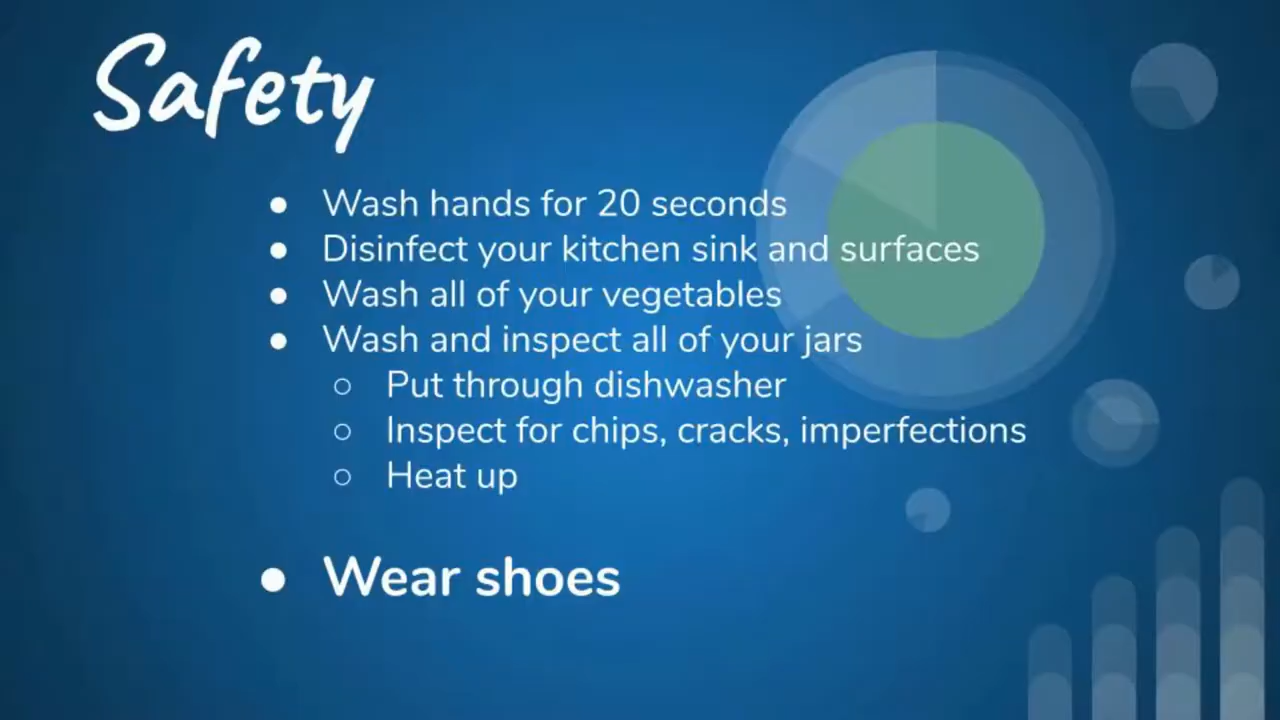 Safety
● Wash hands for 20 seconds
● Disinfect your kitchen sink and surfaces
● Wash all of your vegetables
● Wash and inspect all of your jars
○ Put through dishwasher
○ Inspect for chips, cracks, imperfections
○ Heat up
● Wear shoes